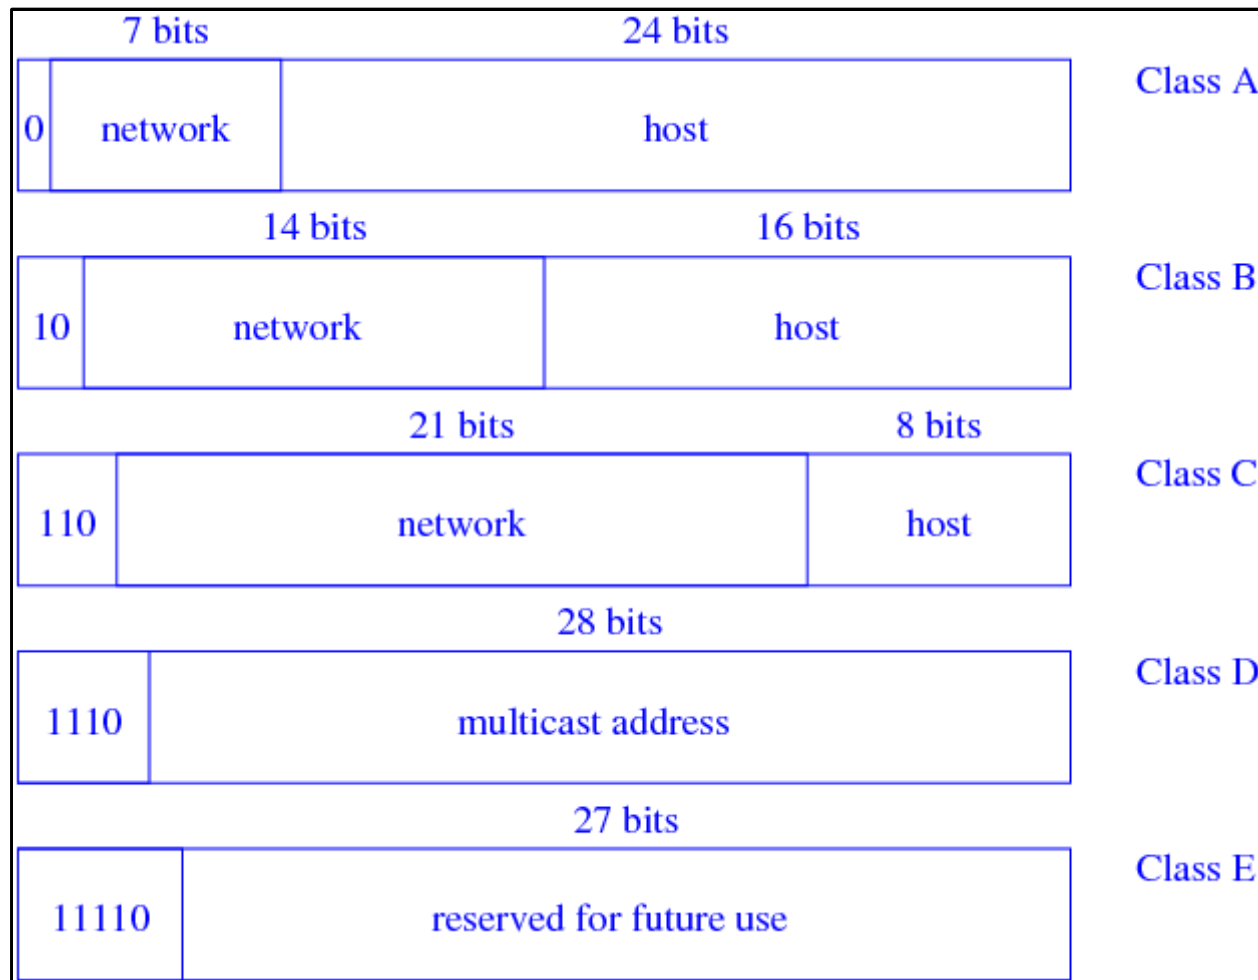 7 bits 24 bits
0 network host Class A
14 bits 16 bits
10 network host Class B
21 bits 8 bits
110 network host Class C
28 bits
1110 multicast address Class D
27 bits
11110 reserved for future use Class E